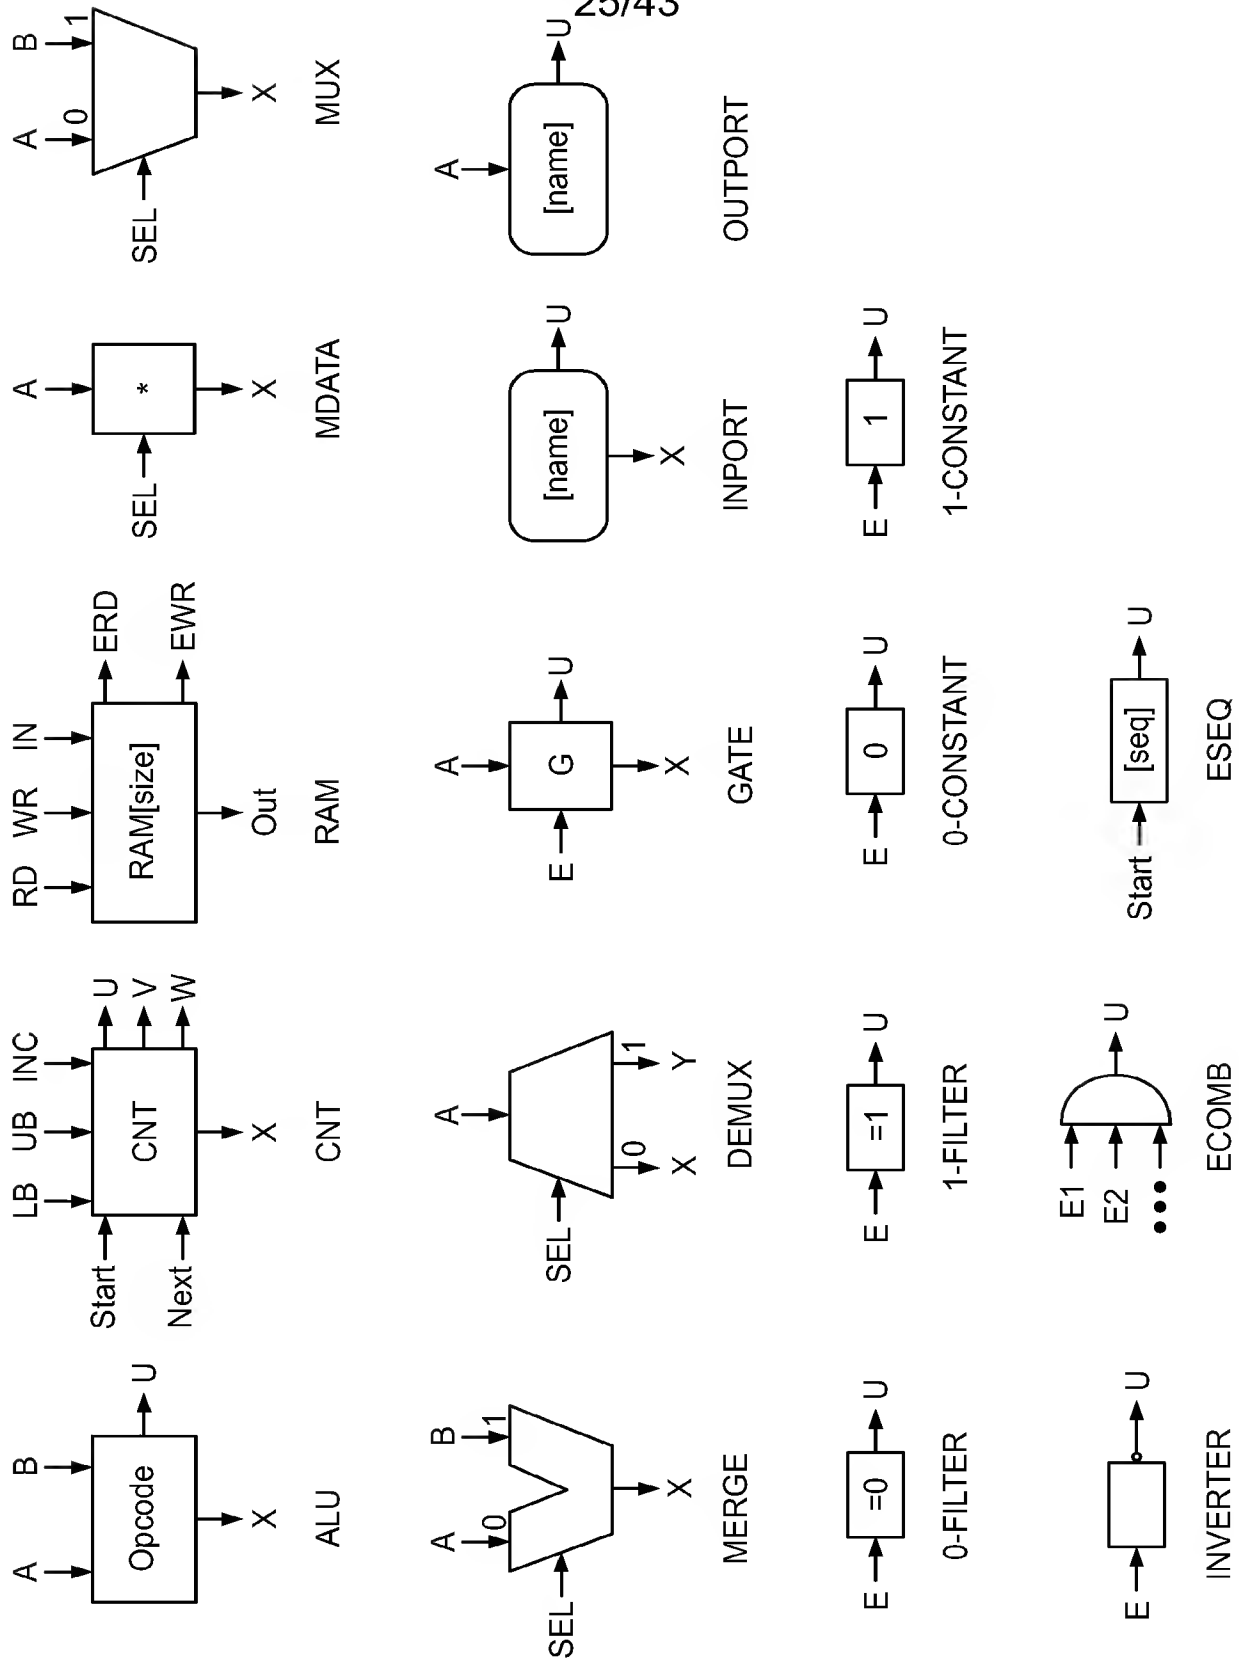 25/43
A B
Opcode
U
X
ALU
LB UB INC
Start
Next
CNT
U
V
W
X
CNT
RD WR IN
RAM[size]
ERD
EWR
Out
RAM
A
SEL
*
X
MDATA
A B
0 1
SEL
X
MUX
A B
0 1
SEL
X
MERGE
A
SEL
0 1
X Y
DEMUX
A
E
G
U
X
GATE
[name]
U
X
INPORT
A
[name]
U
OUTPORT
E
=0
U
0-FILTER
E
=1
U
1-FILTER
E
0
U
0-CONSTANT
E
1
U
1-CONSTANT
E
U
INVERTER
E1
E2
U
ECOMB
Start
[seq]
U
ESEQ